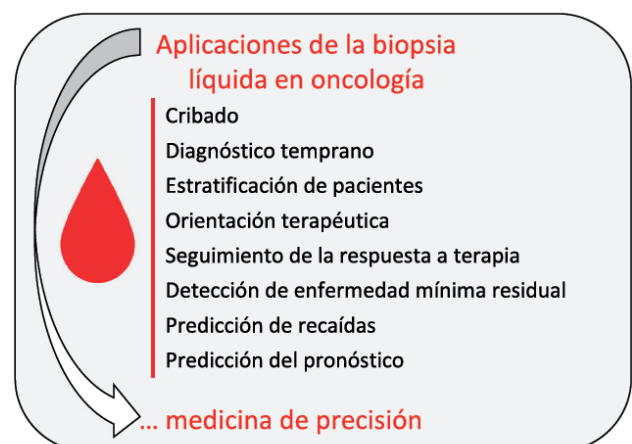 Aplicaciones de la biopsia
líquida en oncología
Cribado
Diagnóstico temprano
Estratificación de pacientes
Orientación terapéutica
Seguimiento de la respuesta a terapia
Detección de enfermedad mínima residual
Predicción de recaídas
Predicción del pronóstico
... medicina de precisión